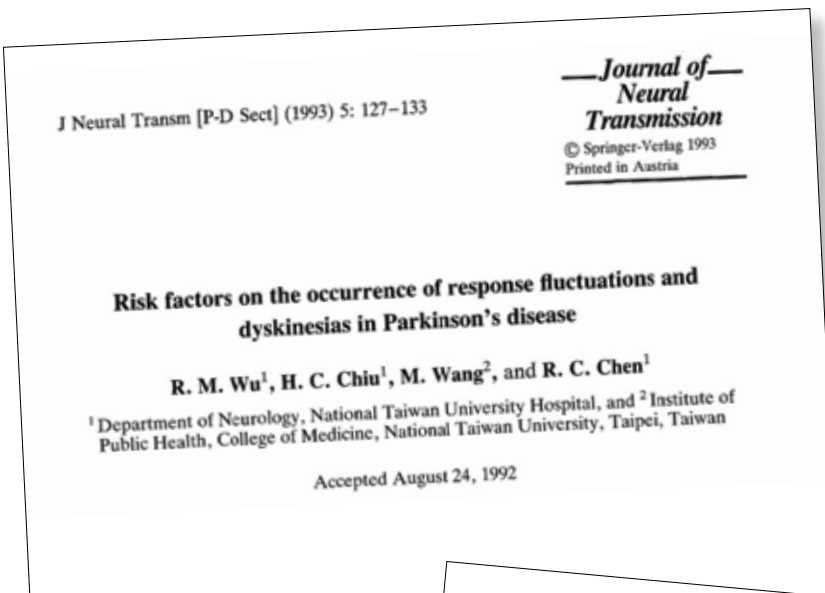 J Neural Transm [P-D Sect] (1993) 5: 127–133
Journal of
Neural
Transmission
© Springer-Verlag 1993
Printed in Austria
Risk factors on the occurrence of response fluctuations and
dyskinesias in Parkinson's disease
R. M. Wu¹, H. C. Chiu¹, M. Wang², and R. C. Chen¹
¹ Department of Neurology, National Taiwan University Hospital, and ² Institute of
Public Health, College of Medicine, National Taiwan University, Taipei, Taiwan
Accepted August 24, 1992